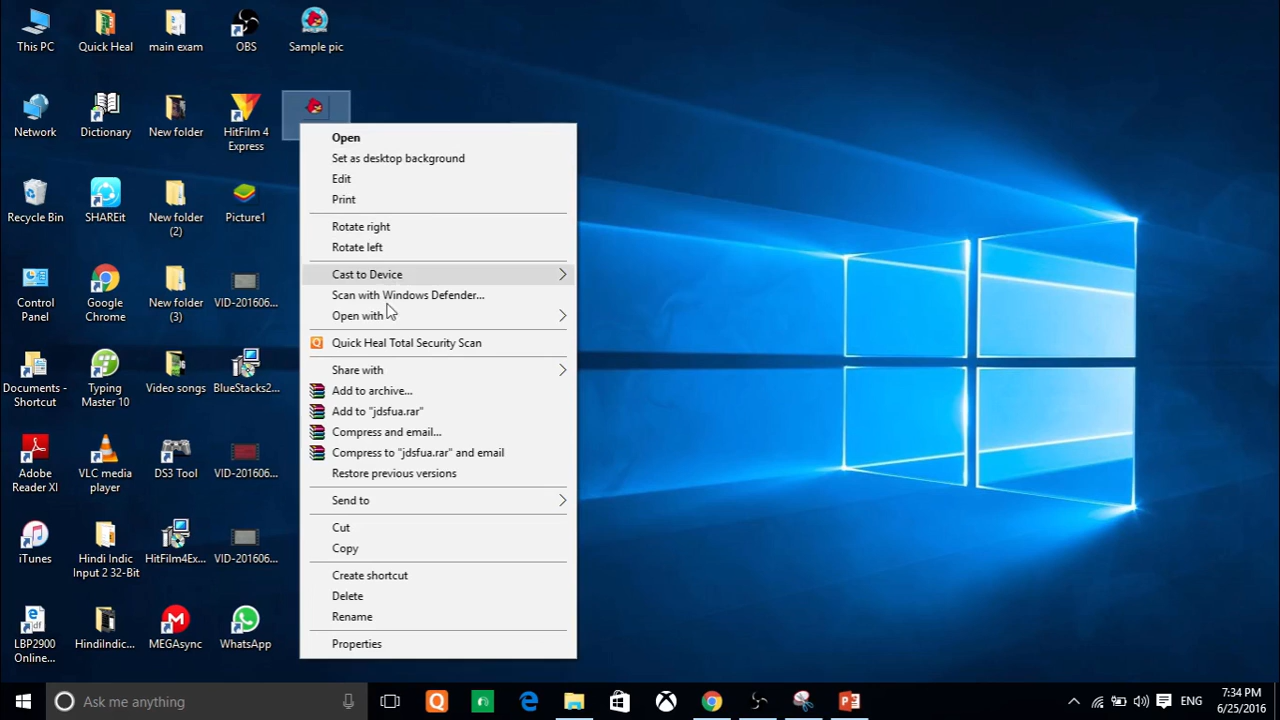 This PC
Quick Heal
main exam
OBS
Sample pic
Network
Dictionary
New folder
HitFilm 4
Express
Recycle Bin
SHAREit
New folder
(2)
Picture1
Control
Panel
Google
Chrome
New folder
(3)
VID-201606...
Documents -
Shortcut
Typing
Master 10
Video songs
BlueStacks2...
Adobe
Reader XI
VLC media
player
DS3 Tool
VID-201606...
iTunes
Hindi Indic
Input 2 32-Bit
HitFilm4Ex...
VID-201606...
LBP2900
Online...
HindiIndic...
MEGAsync
WhatsApp
Open
Set as desktop background
Edit
Print
Rotate right
Rotate left
Cast to Device
Scan with Windows Defender...
Open with
Quick Heal Total Security Scan
Share with
Add to archive...
Add to "jdsfua.rar"
Compress and email...
Compress to "jdsfua.rar" and email
Restore previous versions
Send to
Cut
Copy
Create shortcut
Delete
Rename
Properties
Ask me anything
ENG
7:34 PM
6/25/2016